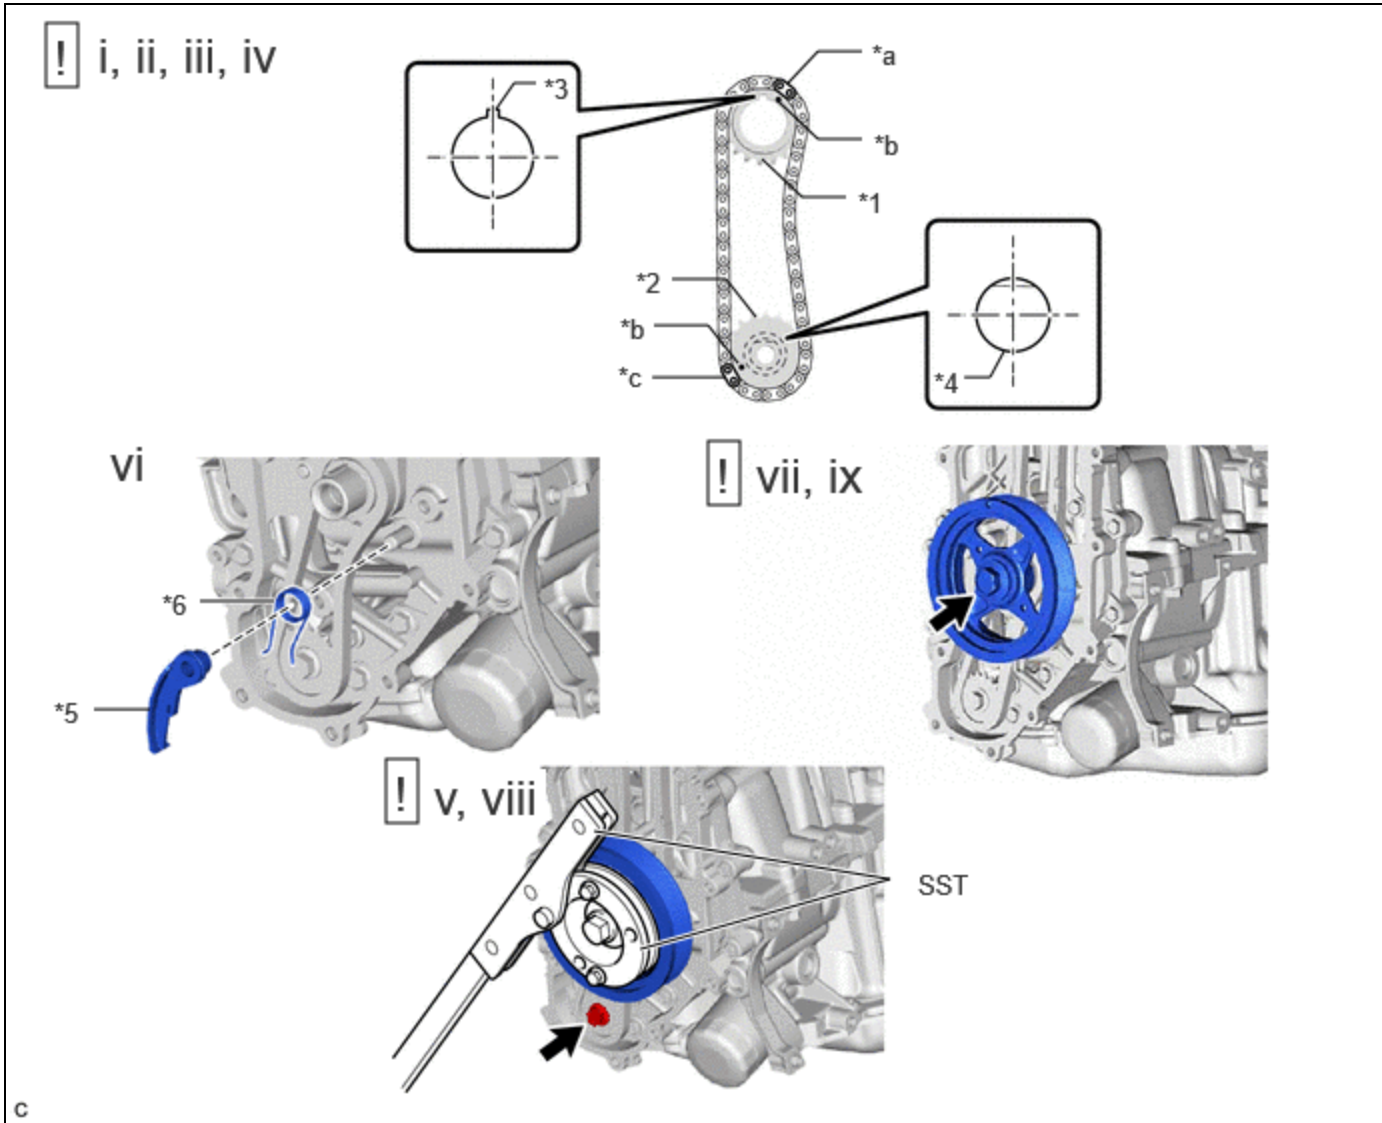 ! i, ii, iii, iv
*a
*3
*b
*1
*2
*b
*c
*4
vi
! vii, ix
*6
*5
! v, viii
SST
c